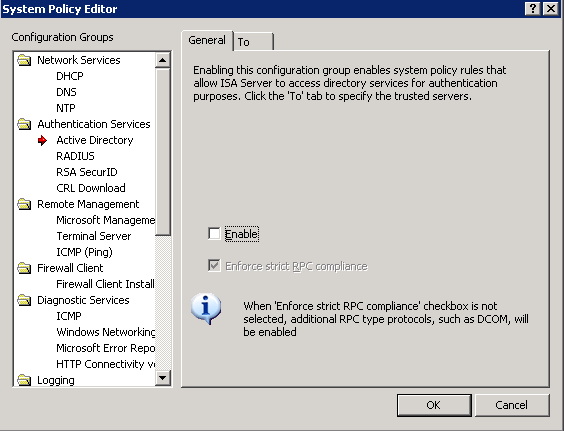 System Policy Editor
Configuration Groups
Network Services
DHCP
DNS
NTP
Authentication Services
Active Directory
RADIUS
RSA SecurID
CRL Download
Remote Management
Microsoft Manageme
Terminal Server
ICMP (Ping)
Firewall Client
Firewall Client Install
Diagnostic Services
ICMP
Windows Networking
Microsoft Error Repo
HTTP Connectivity v
Logging
General
To
Enabling this configuration group enables system policy rules that
allow ISA Server to access directory services for authentication
purposes. Click the 'To' tab to specify the trusted servers.
Enable
Enforce strict RPC compliance
When 'Enforce strict RPC compliance' checkbox is not
selected, additional RPC type protocols, such as DCOM, will
be enabled
OK
Cancel